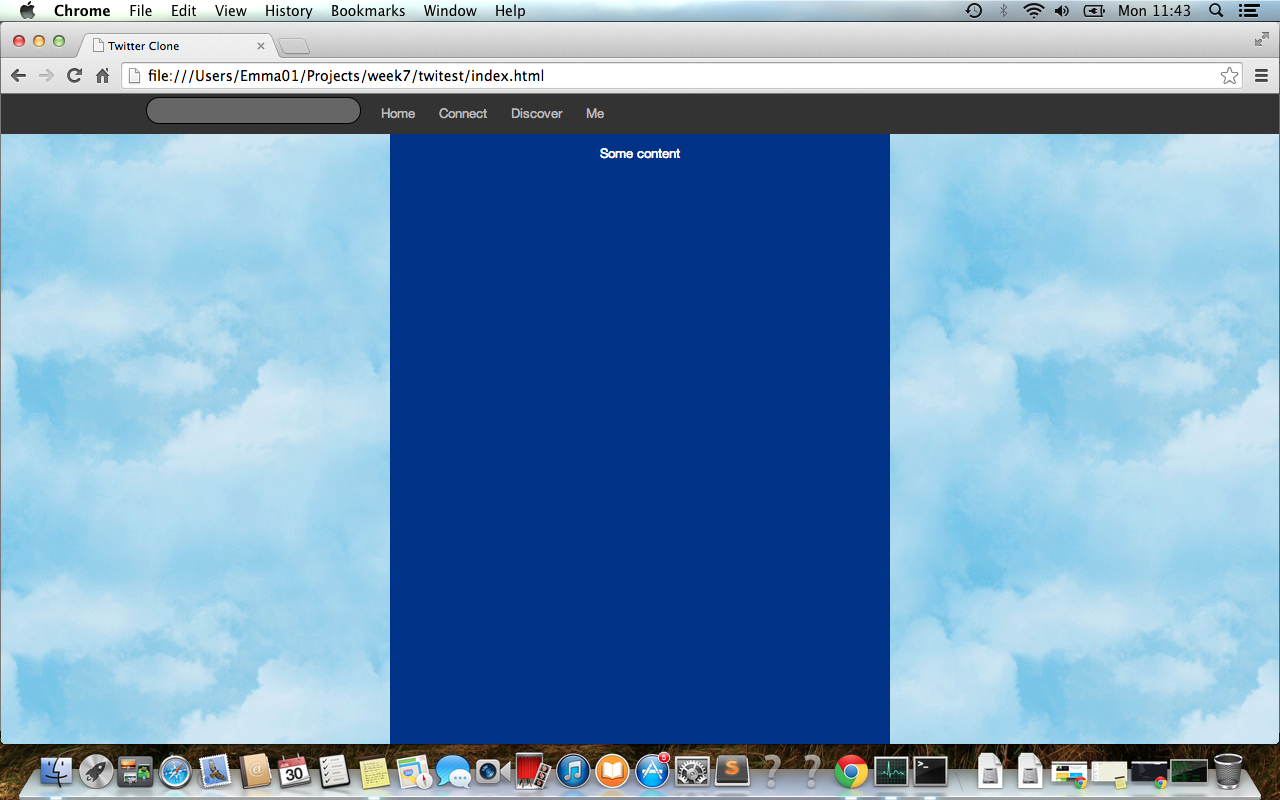 Chrome File Edit View History Bookmarks Window Help Mon 11:43
Twitter Clone
file:///Users/Emma01/Projects/week7/twitest/index.html
Home Connect Discover Me
Some content
30
5
S
? ?
>_